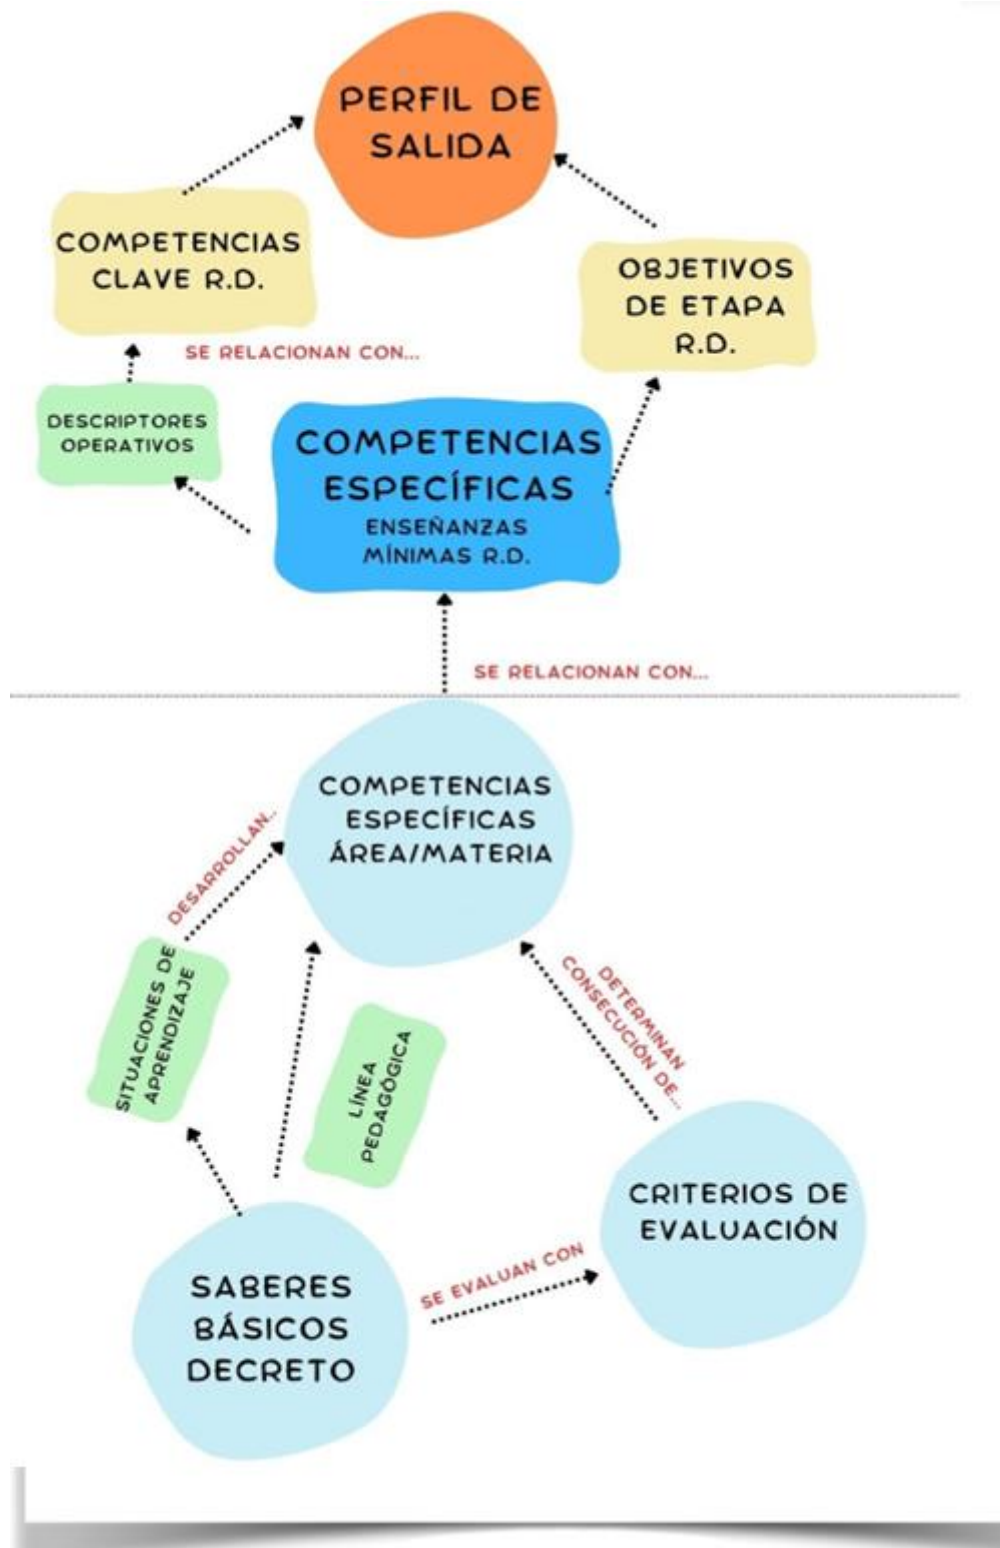 PERFIL DE
SALIDA
COMPETENCIAS
CLAVE R.D.
OBJETIVOS
DE ETAPA
R.D.
SE RELACIONAN CON...
DESCRIPTORES
OPERATIVOS
COMPETENCIAS
ESPECÍFICAS
ENSEÑANZAS
MÍNIMAS R.D.
SE RELACIONAN CON...
COMPETENCIAS
ESPECÍFICAS
ÁREA/MATERIA
DESARROLLAN..
SITUACIONES DE
APRENDIZAJE
LÍNEA
PEDAGÓGICA
DETERMINAN
CONSECUCIÓN DE...
CRITERIOS DE
EVALUACIÓN
SE EVALUAN CON
SABERES
BÁSICOS
DECRETO